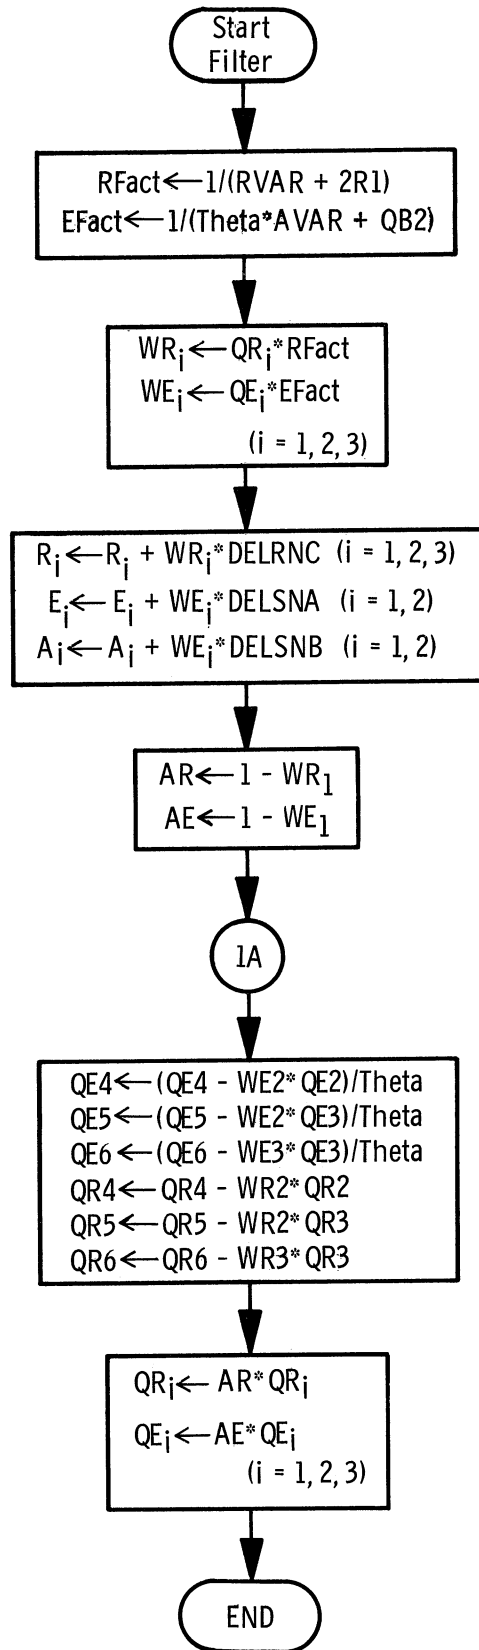 Start
Filter
RFact←1/(RVAR + 2R1)
EFact←1/(Theta*AVAR + QB2)
WRi←QRi*RFact
WEi←QEi*EFact
(i = 1, 2, 3)
Ri←Ri + WRi*DELRNC (i = 1, 2, 3)
Ei←Ei + WEi*DELSNA (i = 1, 2)
Ai←Ai + WEi*DELSNB (i = 1, 2)
AR←1 - WR1
AE←1 - WE1
1A
QE4←(QE4 - WE2* QE2)/Theta
QE5←(QE5 - WE2* QE3)/Theta
QE6←(QE6 - WE3* QE3)/Theta
QR4←QR4 - WR2* QR2
QR5←QR5 - WR2* QR3
QR6←QR6 - WR3* QR3
QRi←AR* QRi
QEi←AE* QEi
(i = 1, 2, 3)
END